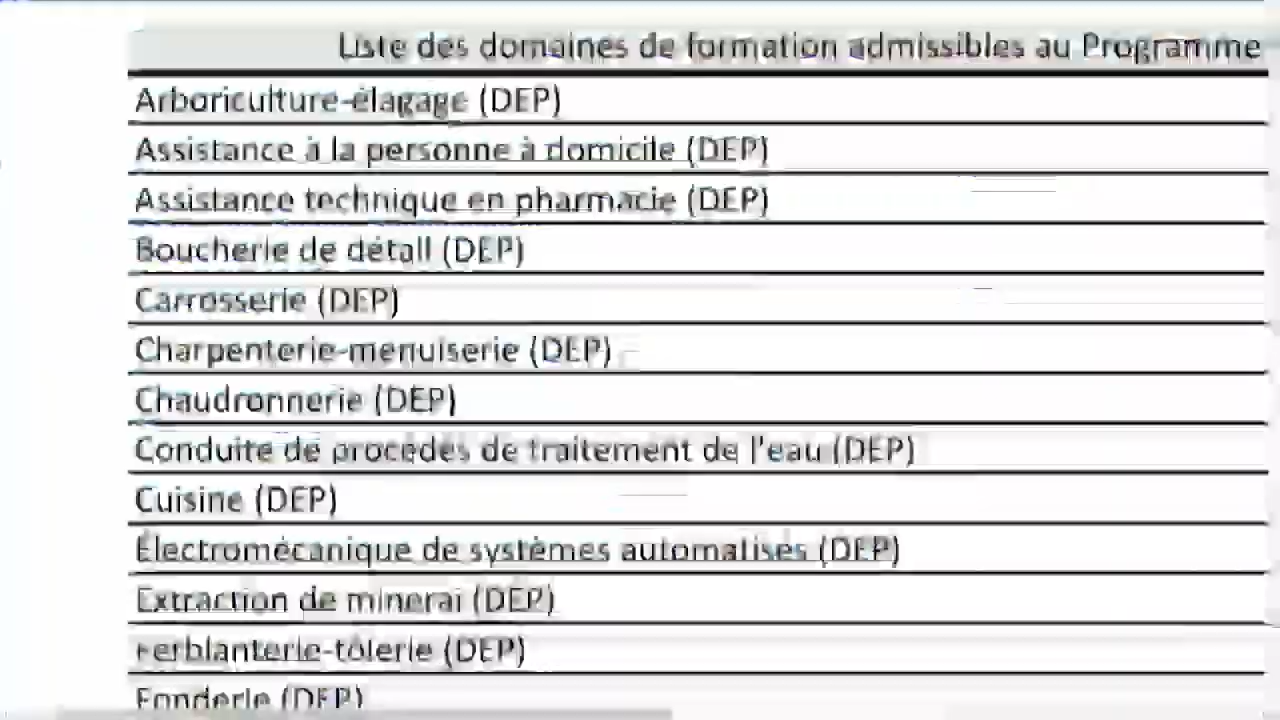 Liste des domaines de formation admissibles au Programme
Arboriculture-élagage (DEP)
Assistance à la personne à domicile (DEP)
Assistance technique en pharmacie (DEP)
Boucherie de détail (DEP)
Carrosserie (DEP)
Charpenterie-menuiserie (DEP)
Chaudronnerie (DEP)
Conduite de procédés de traitement de l'eau (DEP)
Cuisine (DEP)
Électromécanique de systèmes automatisés (DEP)
Extraction de minerai (DEP)
Ferblanterie-tôlerie (DEP)
Fonderie (DEP)